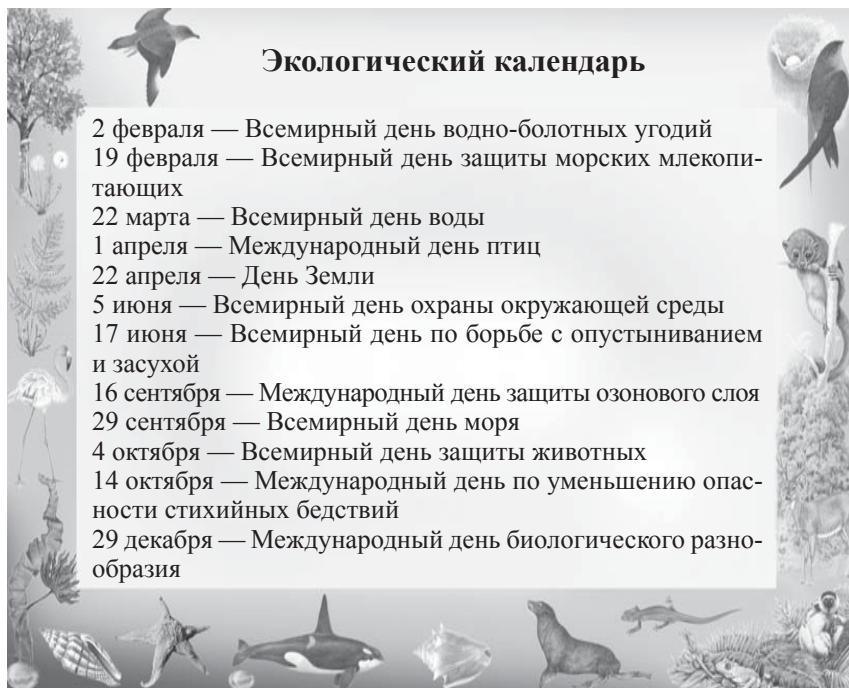 Экологический календарь
2 февраля — Всемирный день водно-болотных угодий
19 февраля — Всемирный день защиты морских млекопи-
тающих
22 марта — Всемирный день воды
1 апреля — Международный день птиц
22 апреля — День Земли
5 июня — Всемирный день охраны окружающей среды
17 июня — Всемирный день по борьбе с опустыниванием
и засухой
16 сентября — Международный день защиты озонового слоя
29 сентября — Всемирный день моря
4 октября — Всемирный день защиты животных
14 октября — Международный день по уменьшению опас-
ности стихийных бедствий
29 декабря — Международный день биологического разно-
образия